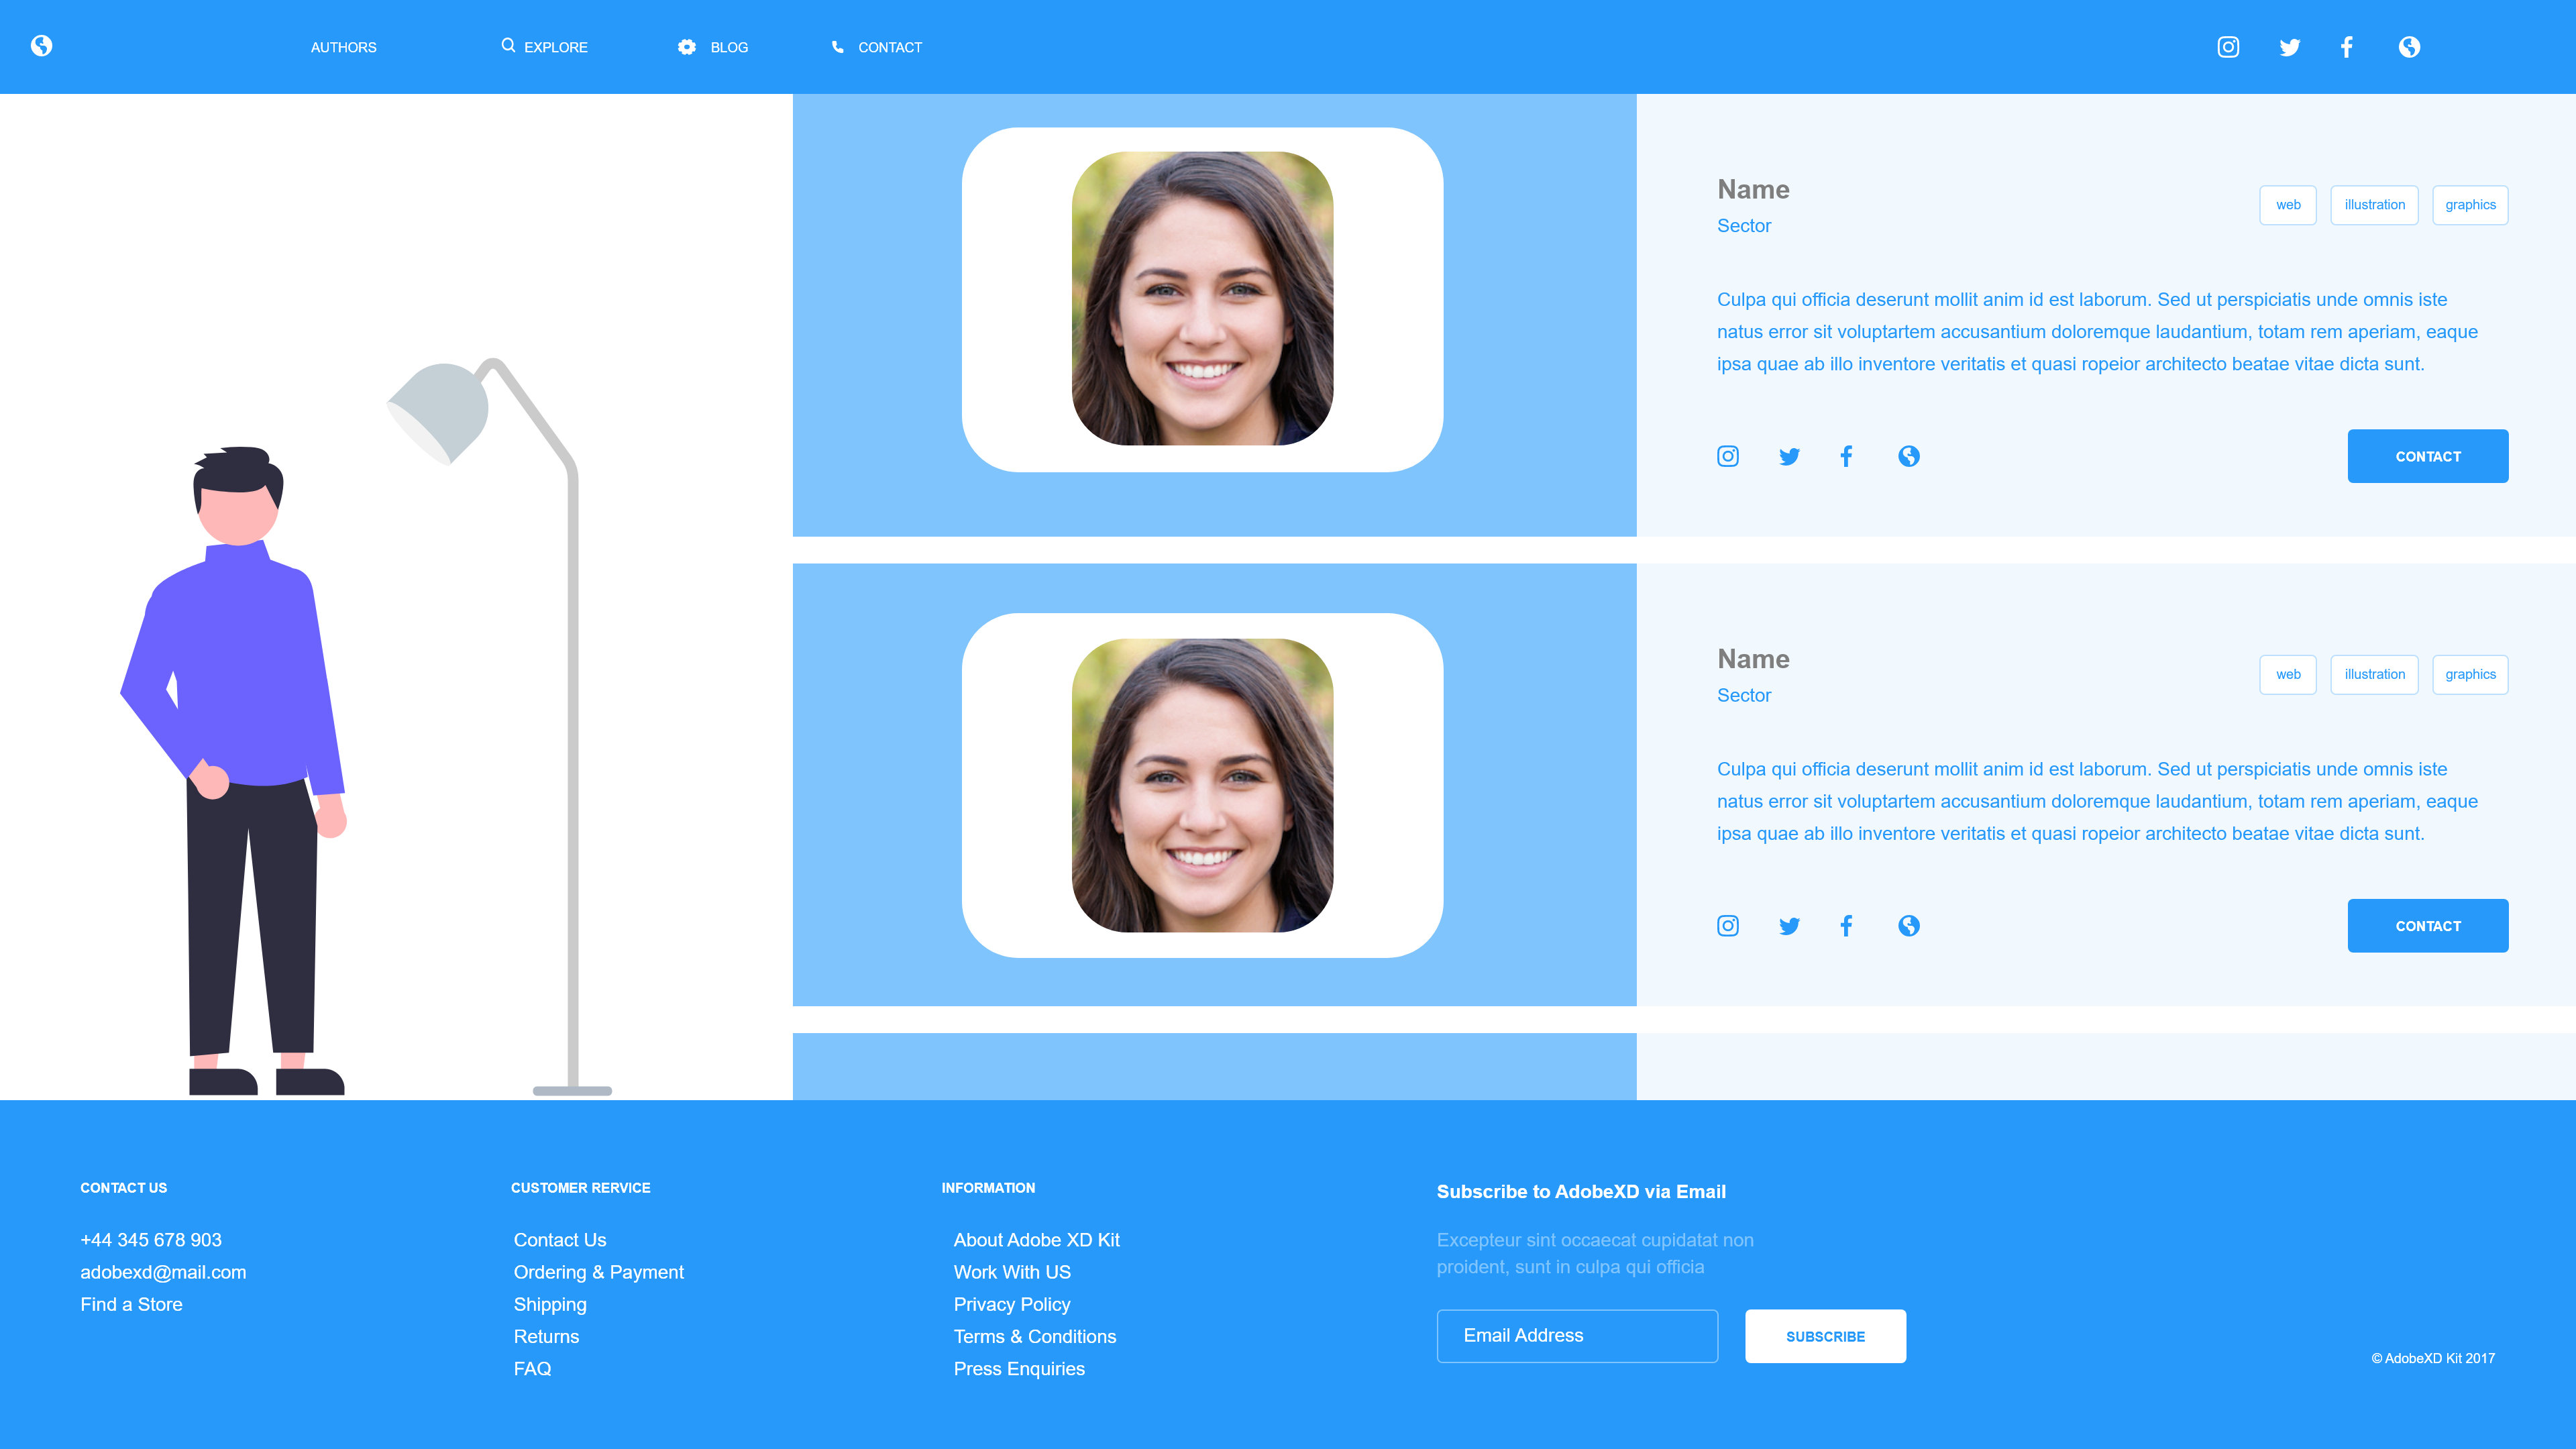 AUTHORS
EXPLORE
BLOG
CONTACT
Name
Sector
web
illustration
graphics
Culpa qui officia deserunt mollit anim id est laborum. Sed ut perspiciatis unde omnis iste
natus error sit voluptartem accusantium doloremque laudantium, totam rem aperiam, eaque
ipsa quae ab illo inventore veritatis et quasi ropeior architecto beatae vitae dicta sunt.
CONTACT
Name
Sector
web
illustration
graphics
Culpa qui officia deserunt mollit anim id est laborum. Sed ut perspiciatis unde omnis iste
natus error sit voluptartem accusantium doloremque laudantium, totam rem aperiam, eaque
ipsa quae ab illo inventore veritatis et quasi ropeior architecto beatae vitae dicta sunt.
CONTACT
CONTACT US
+44 345 678 903
adobexd@mail.com
Find a Store
CUSTOMER RERVICE
Contact Us
Ordering & Payment
Shipping
Returns
FAQ
INFORMATION
About Adobe XD Kit
Work With US
Privacy Policy
Terms & Conditions
Press Enquiries
Subscribe to AdobeXD via Email
Excepteur sint occaecat cupidatat non
proident, sunt in culpa qui officia
Email Address
SUBSCRIBE
© AdobeXD Kit 2017